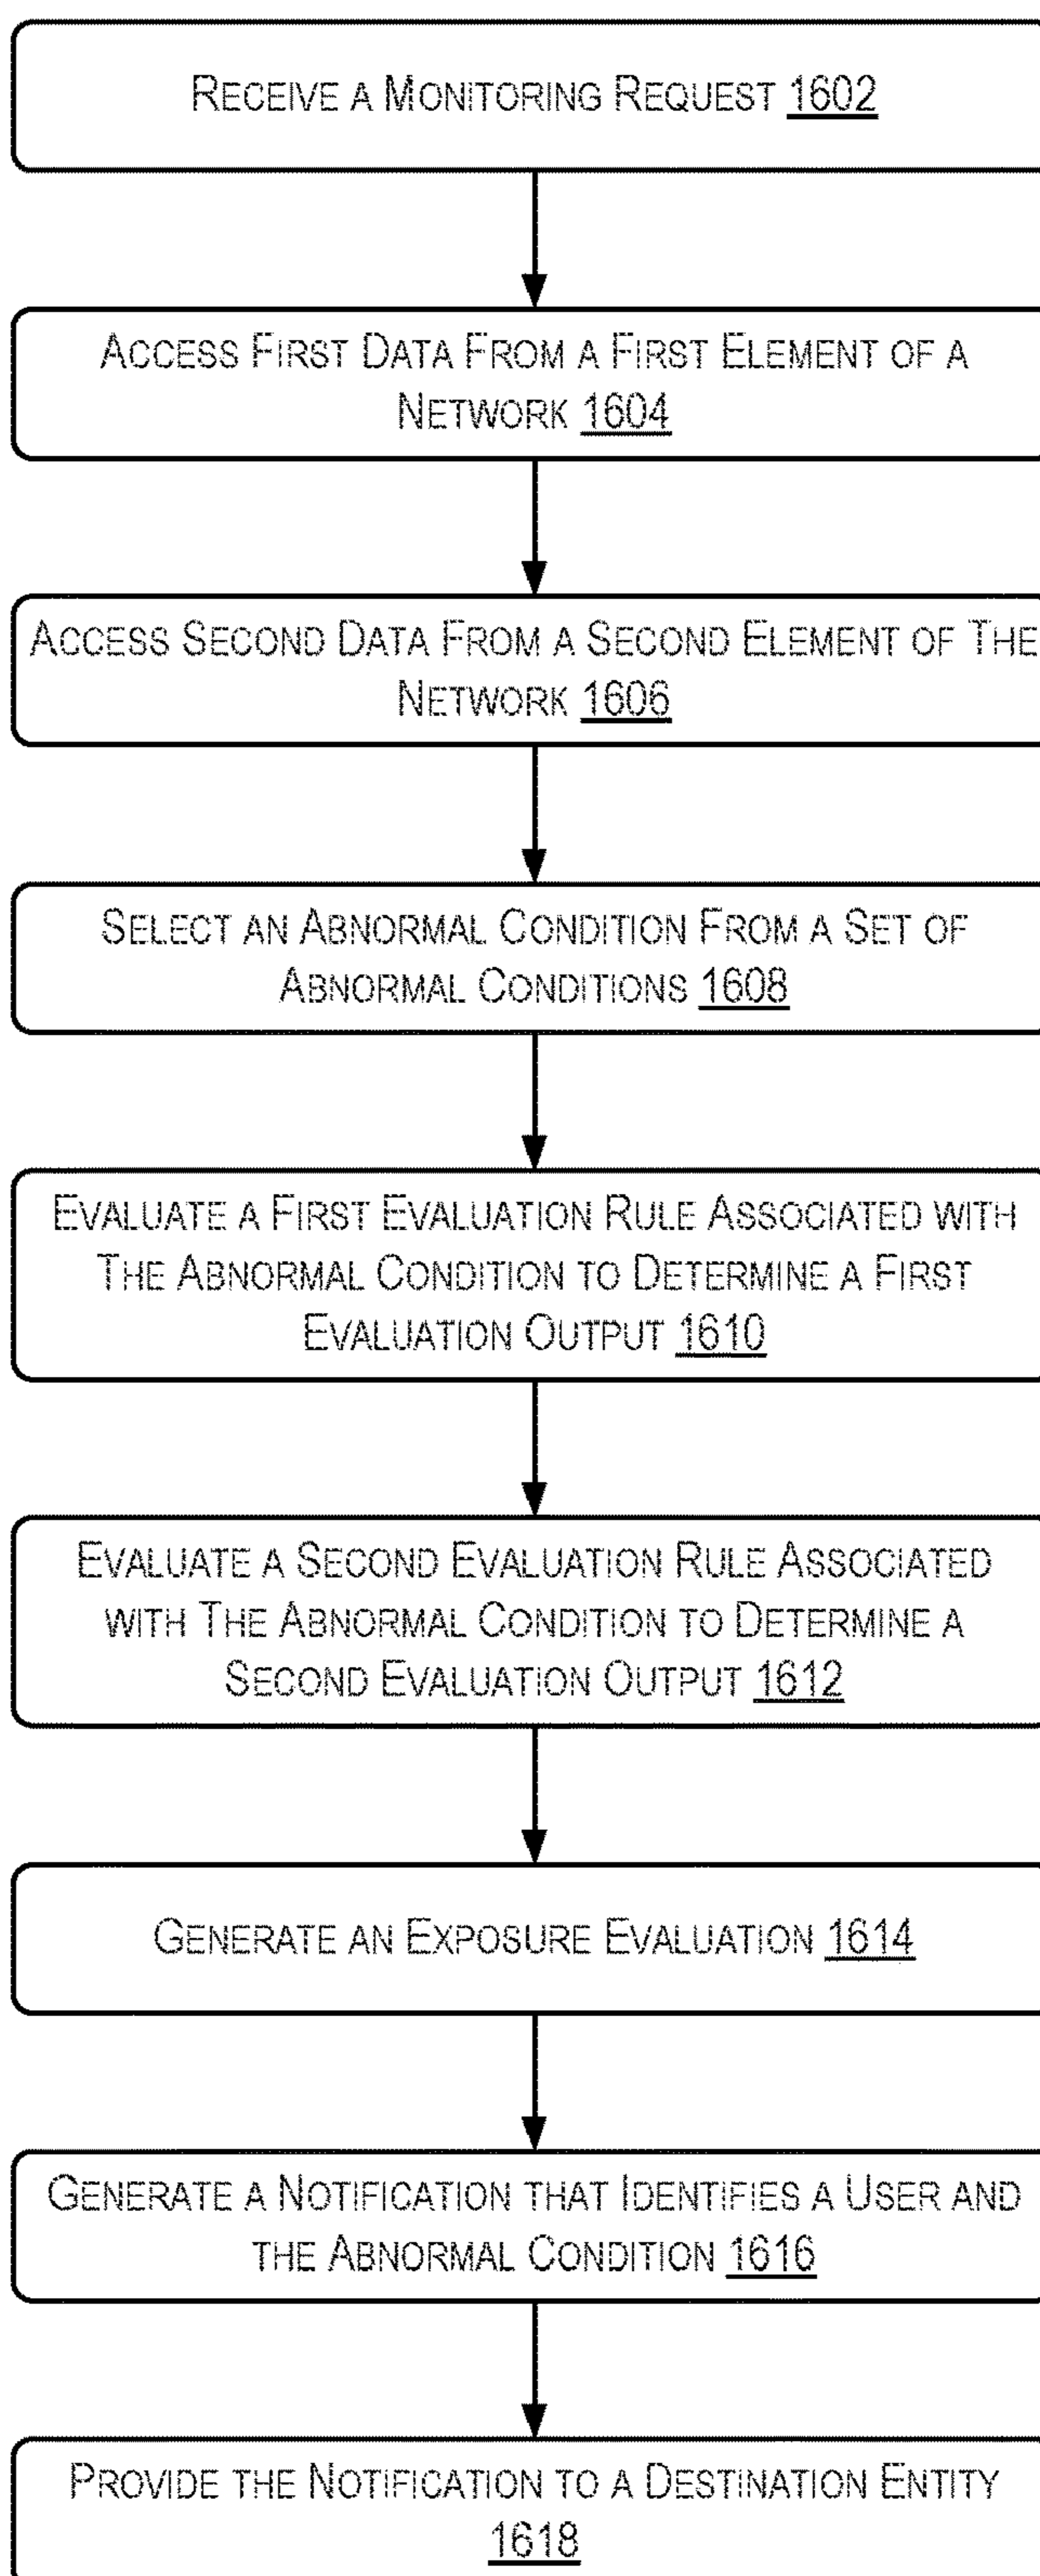 RECEIVE A MONITORING REQUEST 1602
ACCESS FIRST DATA FROM A FIRST ELEMENT OF A
NETWORK 1604
ACCESS SECOND DATA FROM A SECOND ELEMENT OF THE
NETWORK 1606
SELECT AN ABNORMAL CONDITION FROM A SET OF
ABNORMAL CONDITIONS 1608
EVALUATE A FIRST EVALUATION RULE ASSOCIATED WITH
THE ABNORMAL CONDITION TO DETERMINE A FIRST
EVALUATION OUTPUT 1610
EVALUATE A SECOND EVALUATION RULE ASSOCIATED
WITH THE ABNORMAL CONDITION TO DETERMINE A
SECOND EVALUATION OUTPUT 1612
GENERATE AN EXPOSURE EVALUATION 1614
GENERATE A NOTIFICATION THAT IDENTIFIES A USER AND
THE ABNORMAL CONDITION 1616
PROVIDE THE NOTIFICATION TO A DESTINATION ENTITY
1618